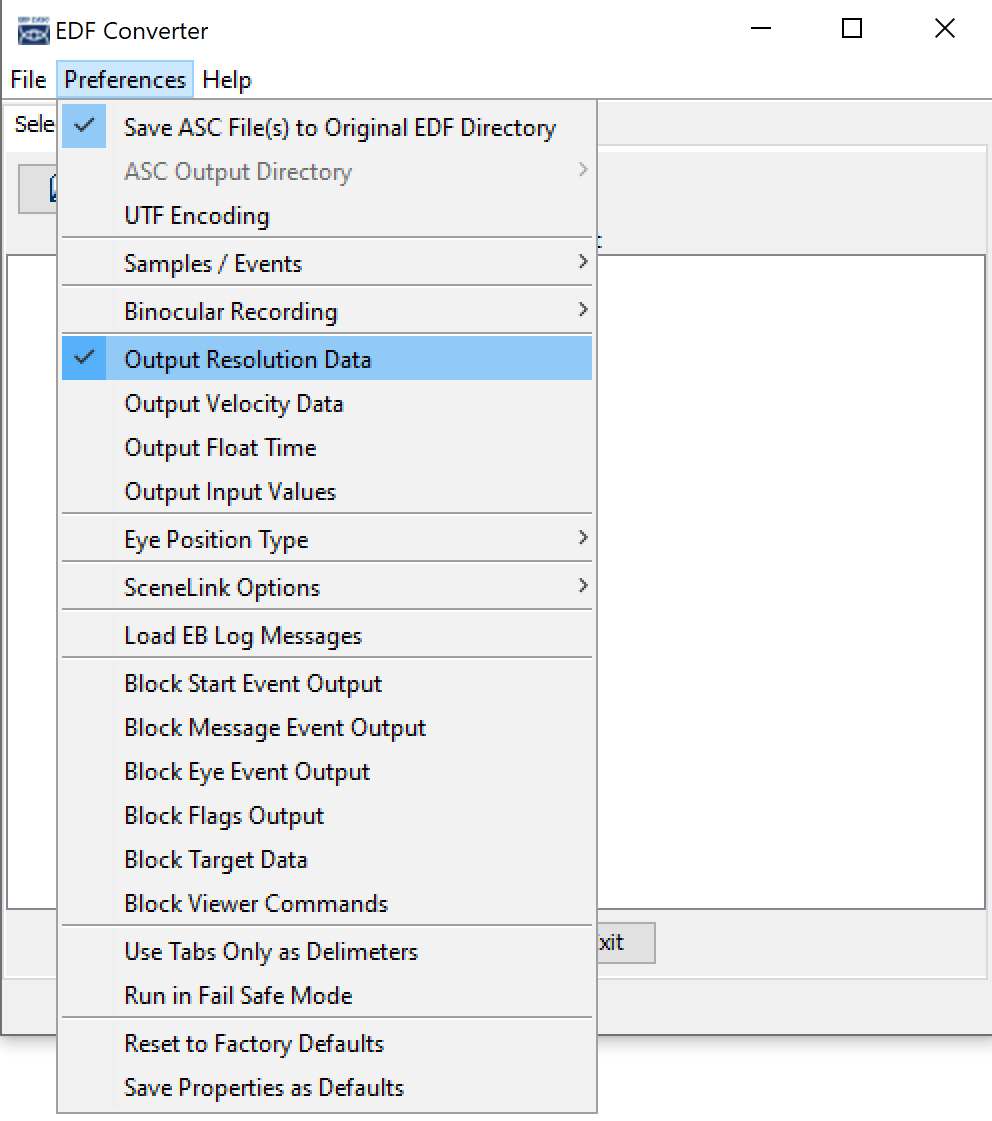 EDF Converter
File Preferences Help
Save ASC File(s) to Original EDF Directory
ASC Output Directory
UTF Encoding
Samples / Events
Binocular Recording
Output Resolution Data
Output Velocity Data
Output Float Time
Output Input Values
Eye Position Type
SceneLink Options
Load EB Log Messages
Block Start Event Output
Block Message Event Output
Block Eye Event Output
Block Flags Output
Block Target Data
Block Viewer Commands
Use Tabs Only as Delimeters
Run in Fail Safe Mode
Reset to Factory Defaults
Save Properties as Defaults